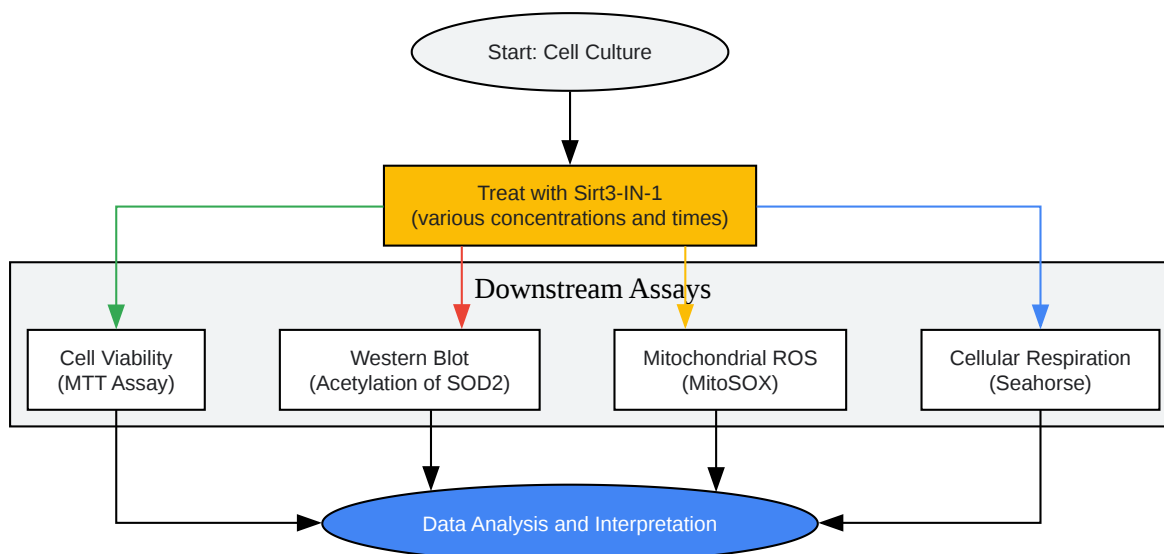 Start: Cell Culture
Treat with Sirt3-IN-1
(various concentrations and times)
Downstream Assays
Cell Viability
(MTT Assay)
Western Blot
(Acetylation of SOD2)
Mitochondrial ROS
(MitoSOX)
Cellular Respiration
(Seahorse)
Data Analysis and Interpretation